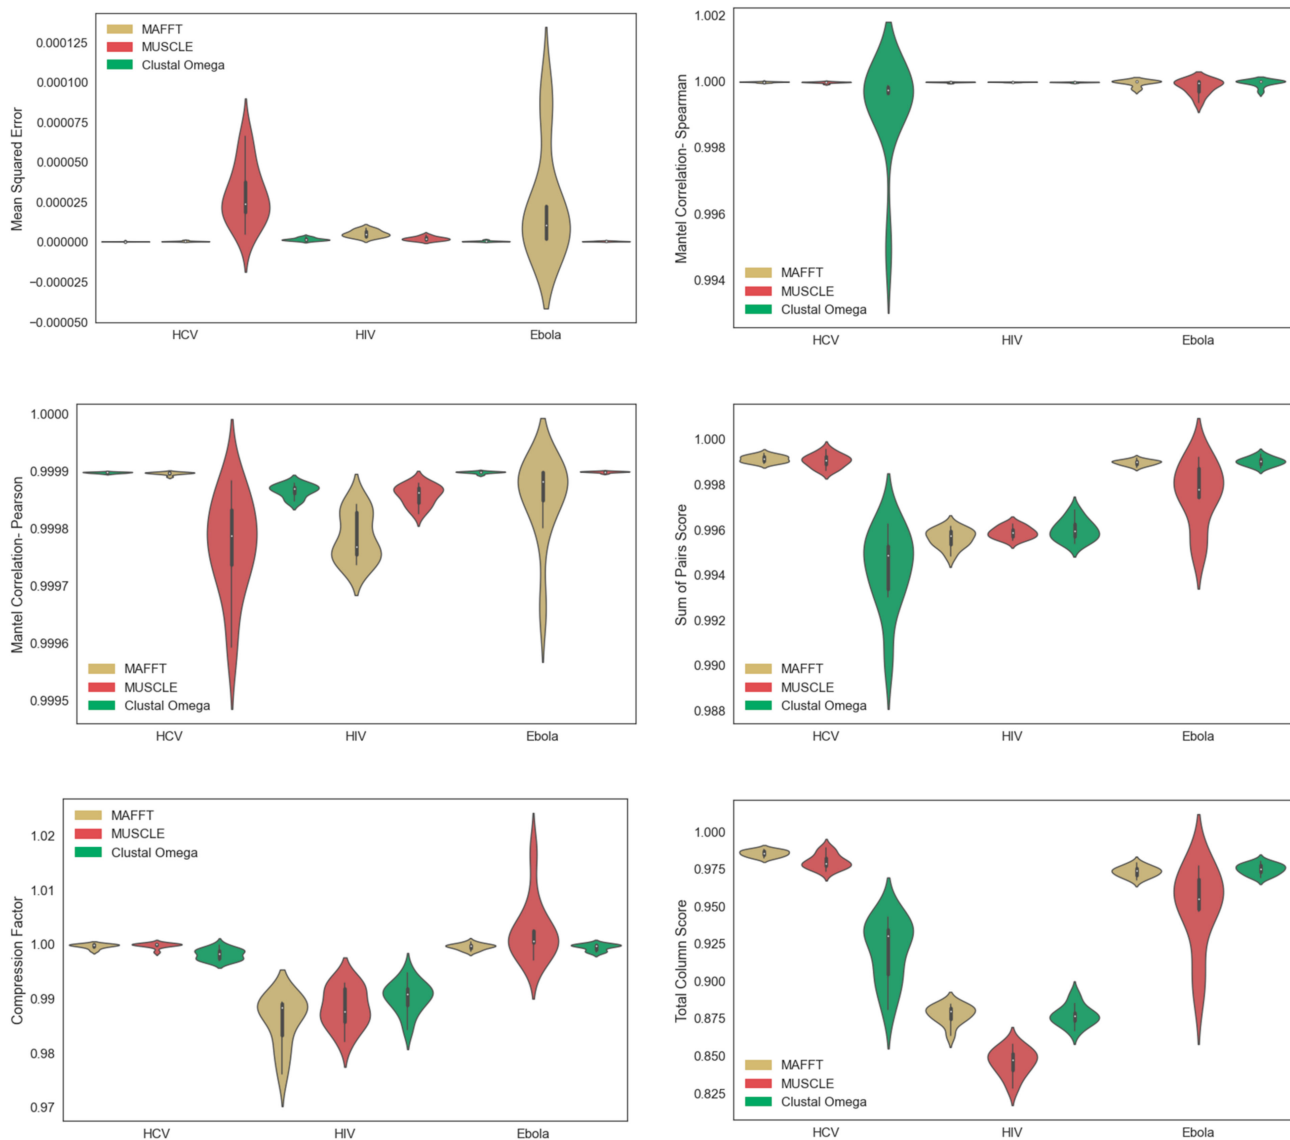 MAFFT
MUSCLE
Clustal Omega
0.000125
0.000100
0.000075
0.000050
0.000025
0.000000
−0.000025
−0.000050
Mean Squared Error
HCV HIV Ebola
1.002
1.000
0.998
0.996
0.994
Mantel Correlation- Spearman
MAFFT
MUSCLE
Clustal Omega
HCV HIV Ebola
1.0000
0.9999
0.9998
0.9997
0.9996
0.9995
Mantel Correlation- Pearson
MAFFT
MUSCLE
Clustal Omega
HCV HIV Ebola
1.000
0.998
0.996
0.994
0.992
0.990
0.988
Sum of Pairs Score
MAFFT
MUSCLE
Clustal Omega
HCV HIV Ebola
MAFFT
MUSCLE
Clustal Omega
1.02
1.01
1.00
0.99
0.98
0.97
Compression Factor
HCV HIV Ebola
1.000
0.975
0.950
0.925
0.900
0.875
0.850
0.825
Total Column Score
MAFFT
MUSCLE
Clustal Omega
HCV HIV Ebola